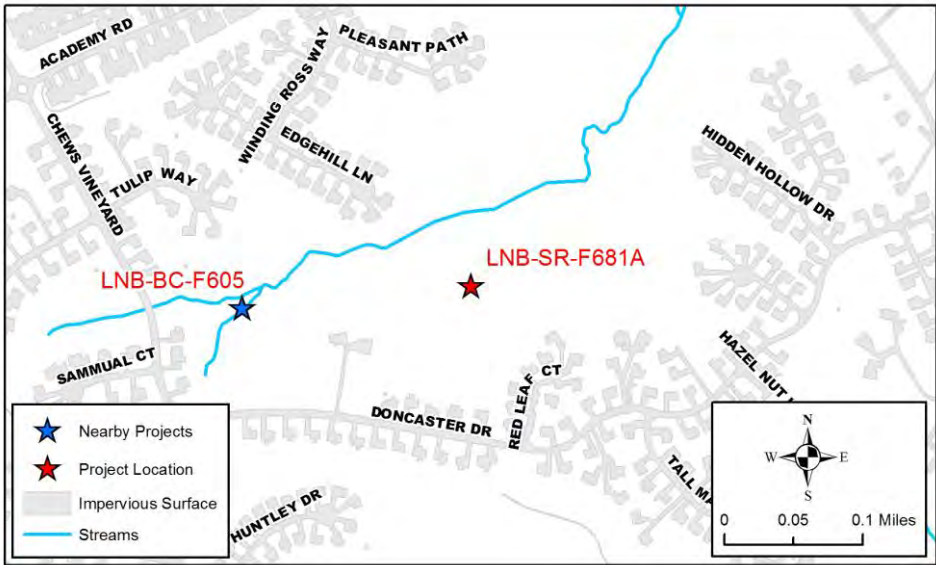 ACADEMY RD
PLEASANT PATH
WINDING ROSS WAY
CHEWS VINEYARD
EDGEHILL LN
HIDDEN HOLLOW DR
TULIP WAY
LNB-SR-F681A
LNB-BC-F605
SAMMUAL CT
HAZEL NUT
RED LEAF CT
DONCASTER DR
TALL
HUNTLEY DR
Nearby Projects
Project Location
Impervious Surface
Streams
N
W E
S
0 0.05 0.1 Miles